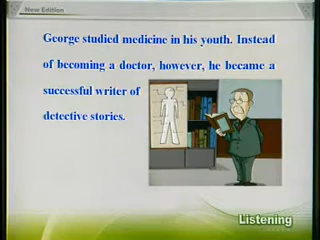 New Edition
George studied medicine in his youth. Instead
of becoming a doctor, however, he became a
successful writer of
detective stories.
Listening